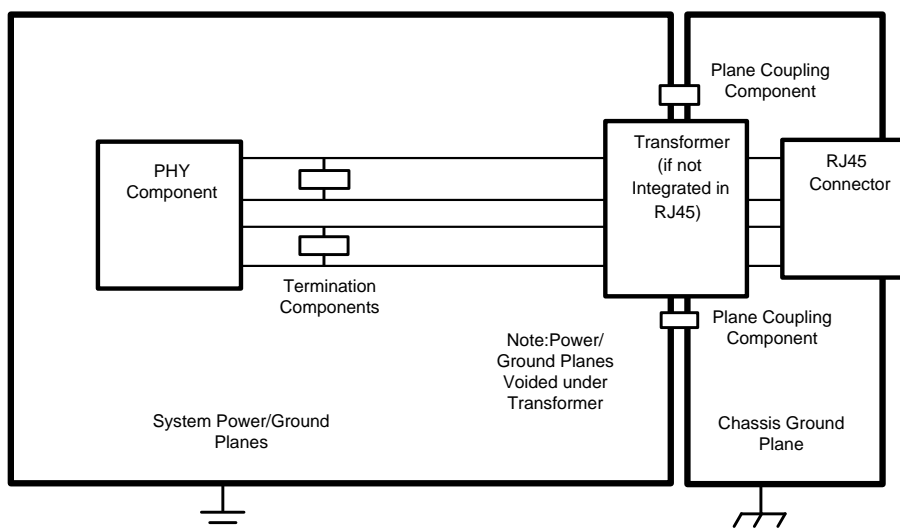 Plane Coupling
Component
PHY
Component
Transformer
(if not
Integrated in
RJ45)
RJ45
Connector
Termination
Components
Plane Coupling
Component
Note:Power/
Ground Planes
Voided under
Transformer
System Power/Ground
Planes
Chassis Ground
Plane